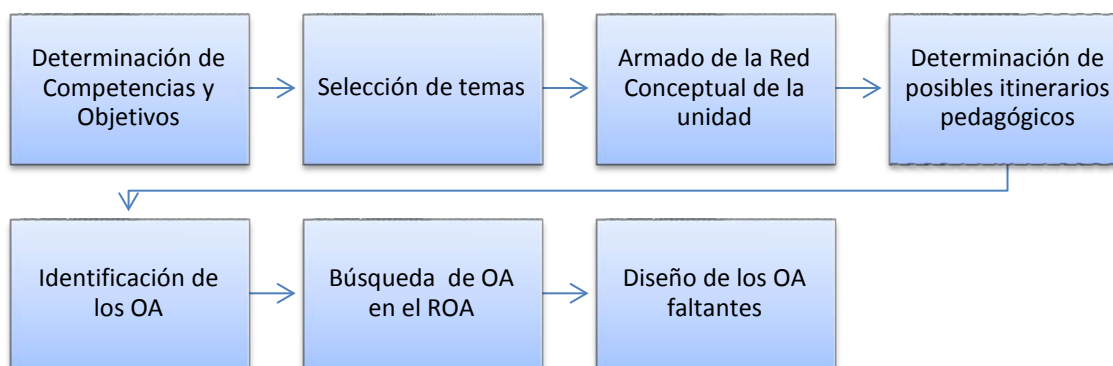 Determinación de
Competencias y
Objetivos
Selección de temas
Armado de la Red
Conceptual de la
unidad
Determinación de
posibles itinerarios
pedagógicos
Identificación de
los OA
Búsqueda de OA
en el ROA
Diseño de los OA
faltantes